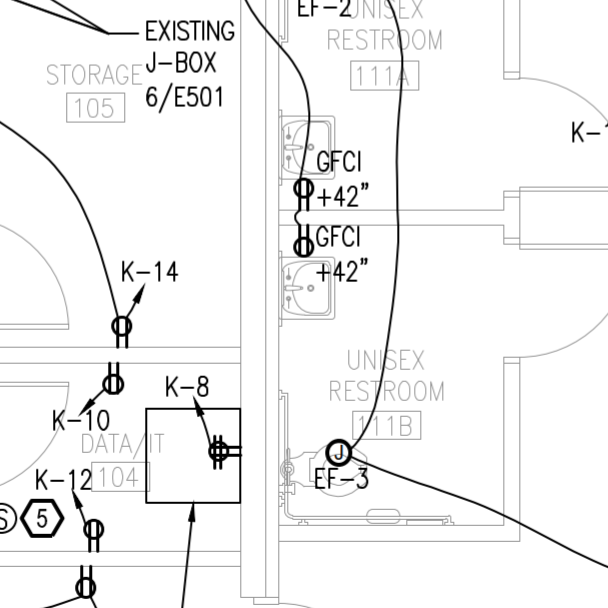 EXISTING
J-BOX
6/E501
EF-2
UNISEX
RESTROOM
111A
STORAGE
105
GFCI
+42"
GFCI
+42"
K-14
K-10
K-8
DATA/IT
104
K-12
S
5
UNISEX
RESTROOM
111B
J
EF-3